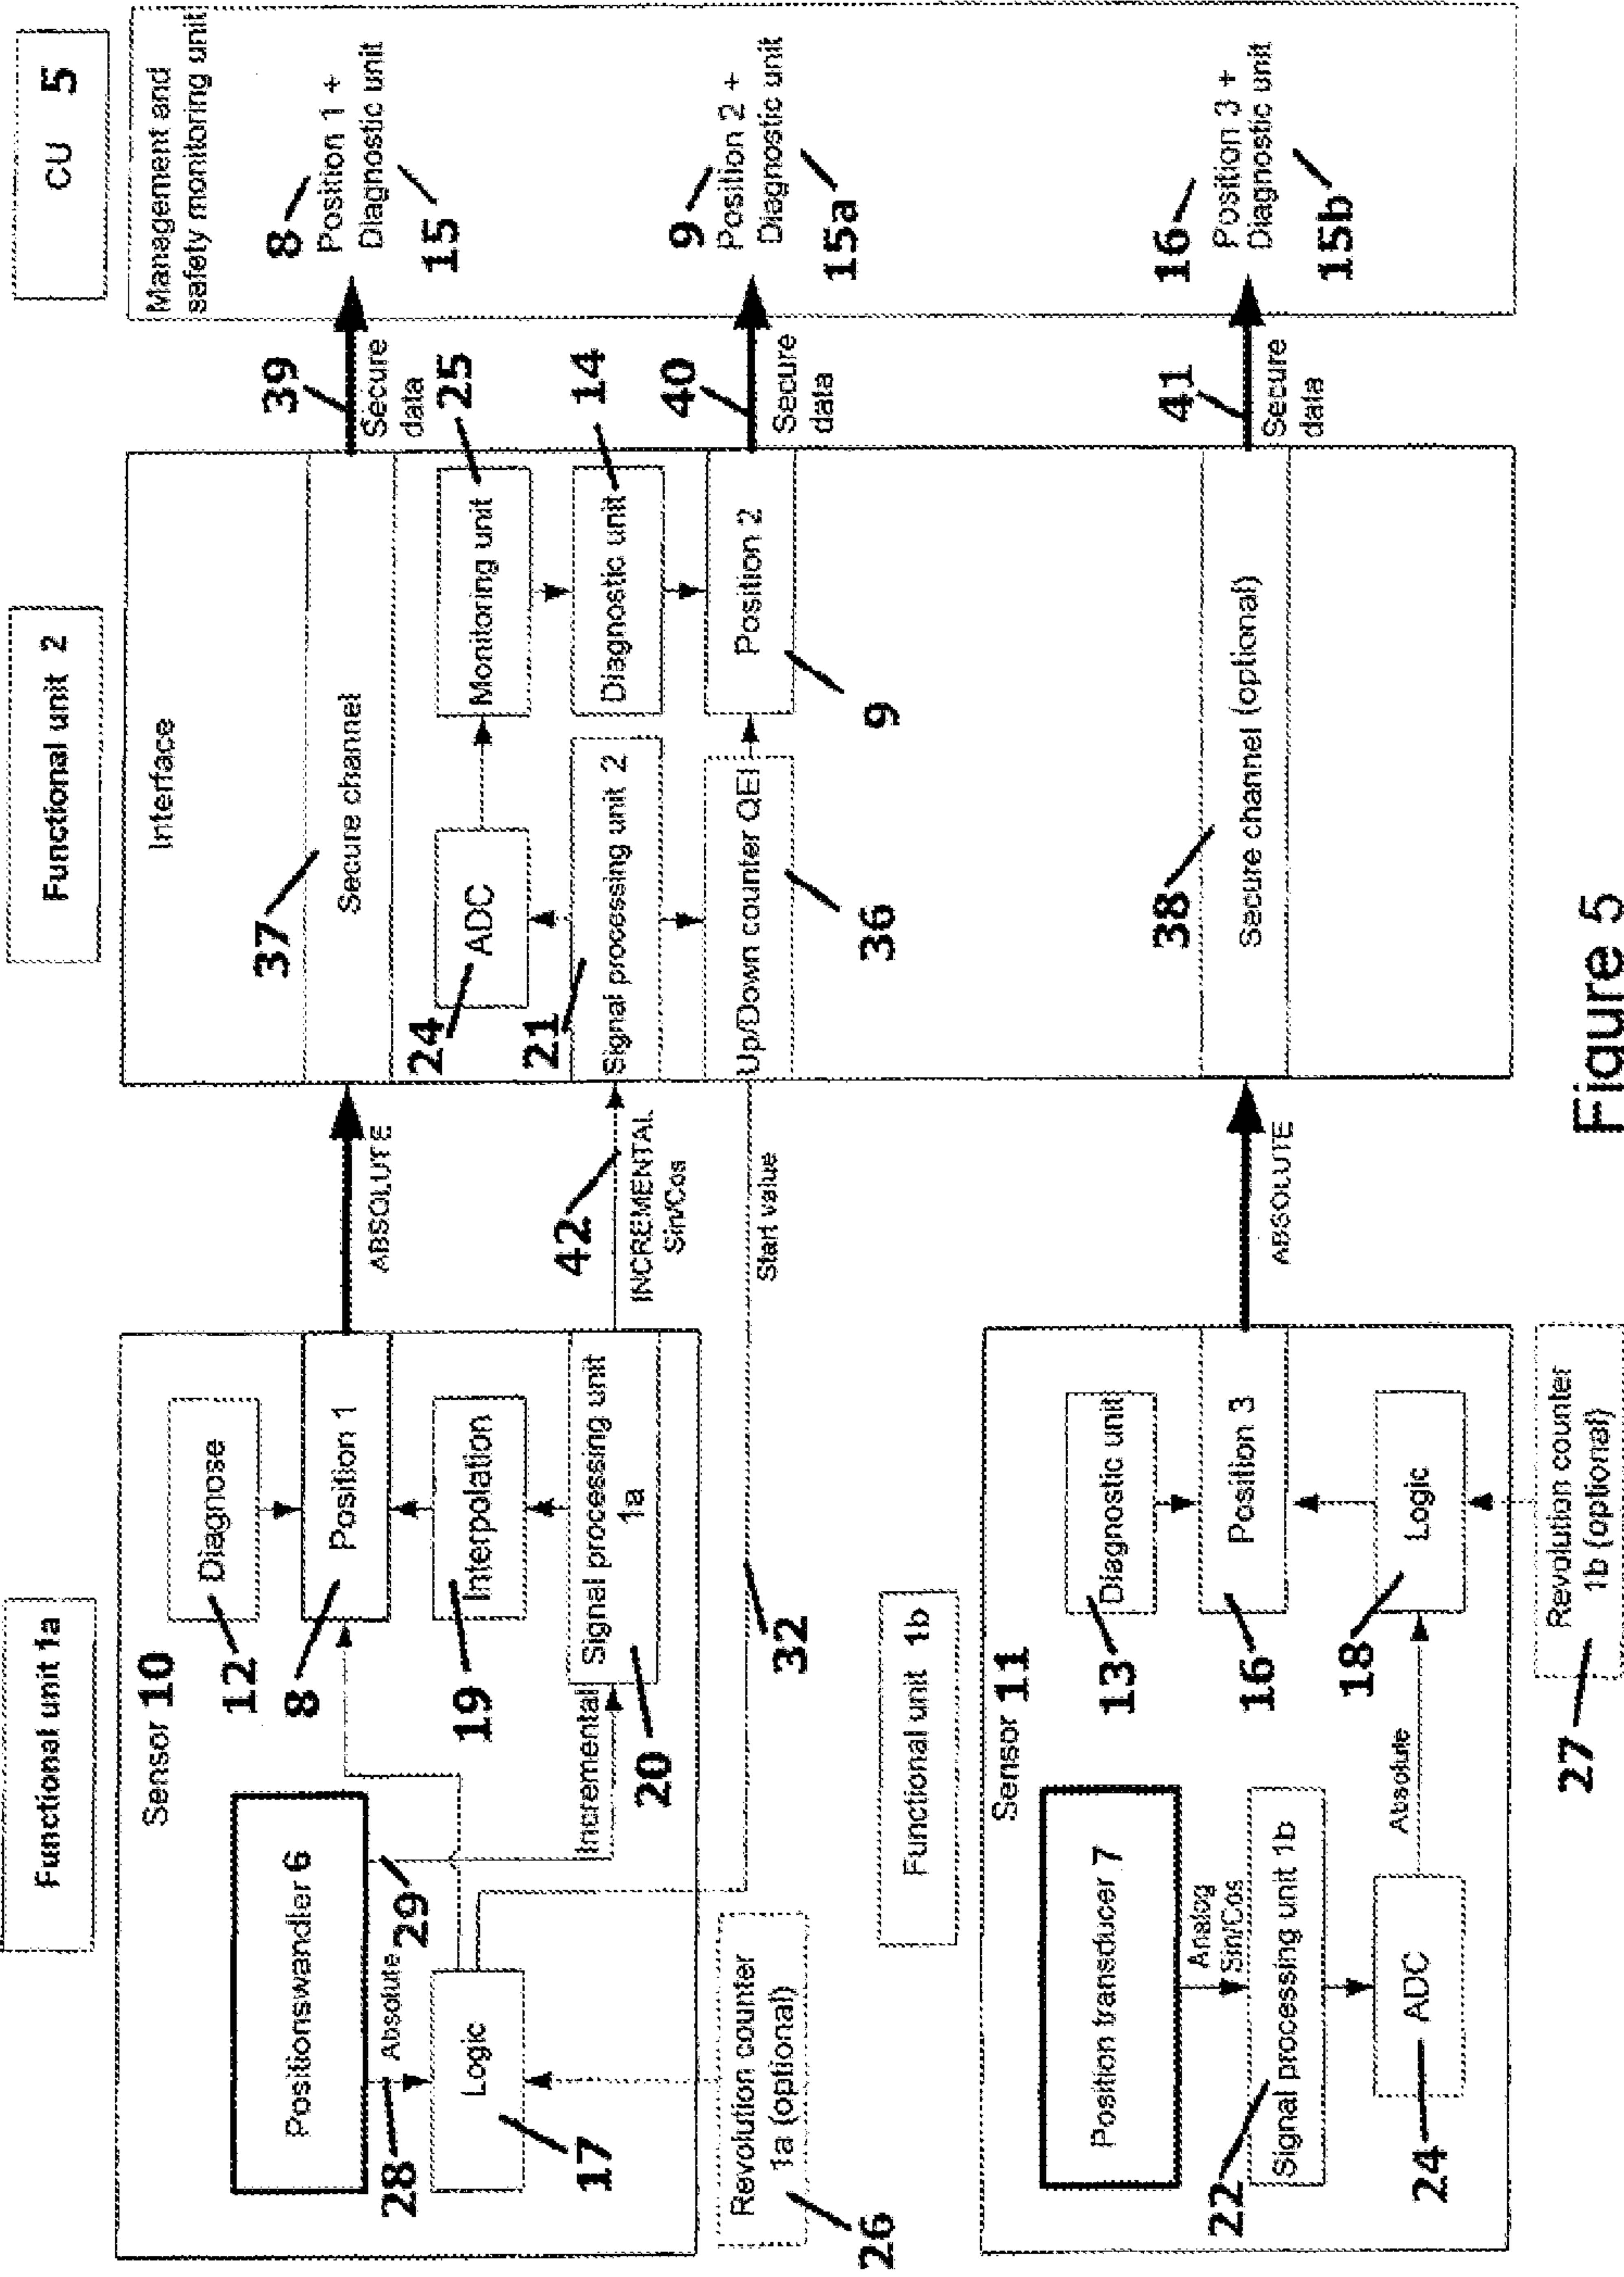 Functional unit 1a
Functional unit 2
CU 5
Sensor 10
Positionswandler 6
28
Absolute
29
Logic
17
Incremental
12
Diagnose
8
Position 1
19
Interpolation
Signal processing unit
1a
20
32
Revolution counter
1a (optional)
26
ABSOLUTE
42
INCREMENTAL
Sin/Cos
Start value
Interface
37
Secure channel
24
ADC
25
Monitoring unit
21
Signal processing unit 2
14
Diagnostic unit
Up/Down counter QEI
36
Position 2
9
38
Secure channel (optional)
39
Secure
data
40
Secure
data
41
Secure
data
Management and
safety monitoring unit
8
Position 1 +
Diagnostic unit
15
9
Position 2 +
Diagnostic unit
15a
16
Position 3 +
Diagnostic unit
15b
Functional unit 1b
Sensor 11
Position transducer 7
Analog
Sin/Cos
22
Signal processing unit 1b
24
ADC
Absolute
13
Diagnostic unit
16
Position 3
18
Logic
27
Revolution counter
1b (optional)
ABSOLUTE
Figure 5